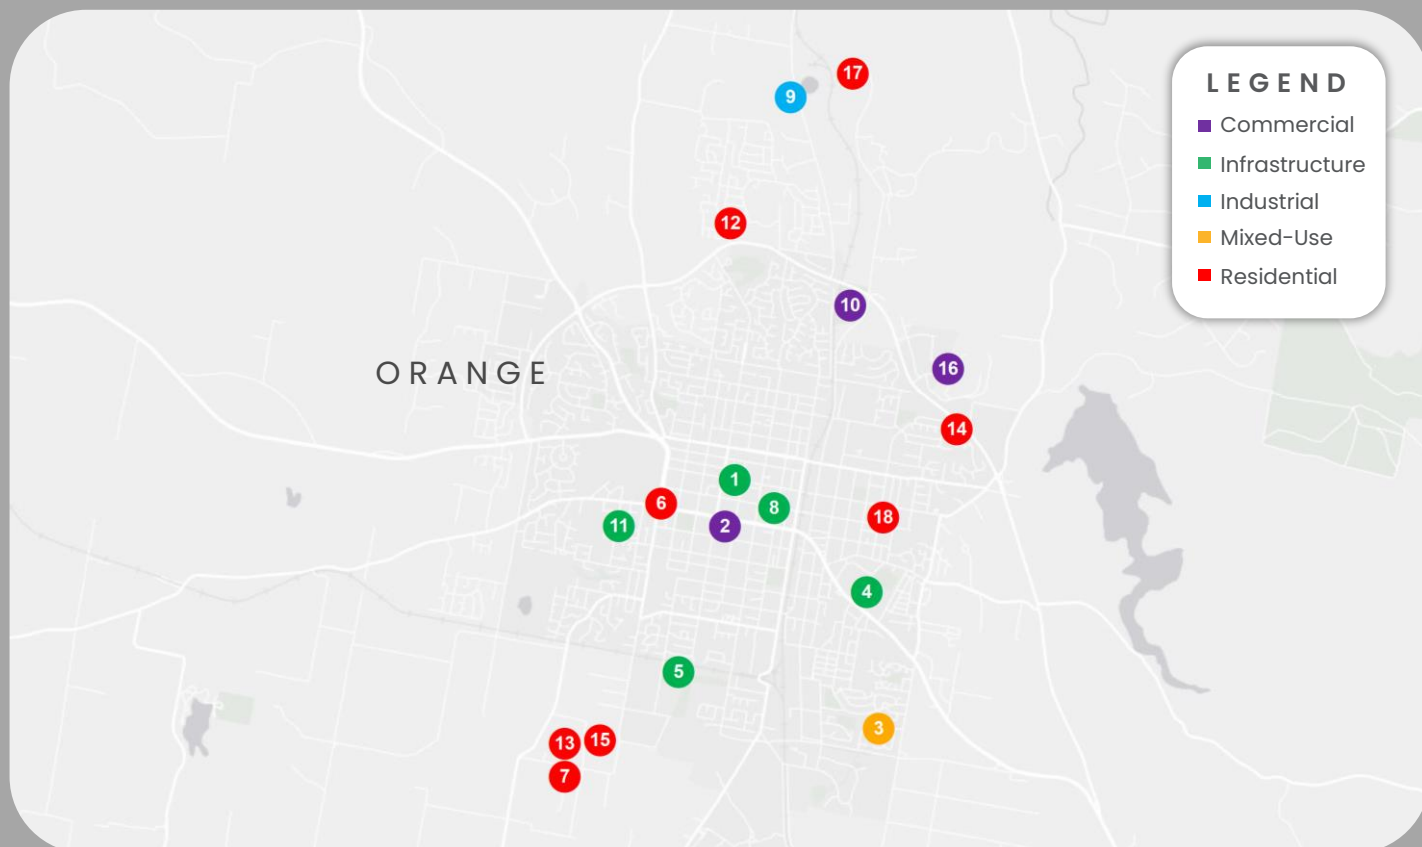 LEGEND
Commercial
Infrastructure
Industrial
Mixed-Use
Residential
17
9
12
10
ORANGE
16
14
1
6
8
2
11
18
4
5
3
13
15
7